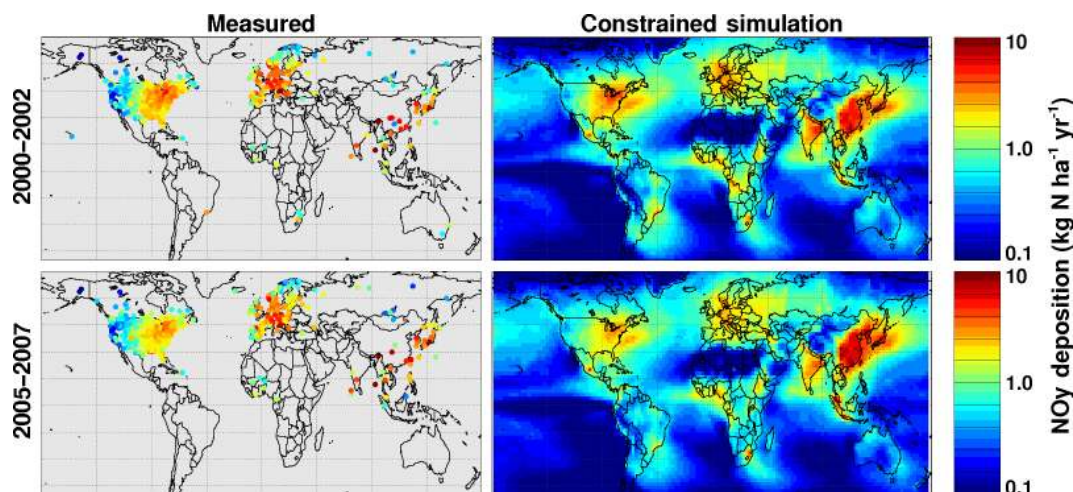 Measured
Constrained simulation
2000–2002
10
1.0
0.1
2005–2007
10
1.0
0.1
NOy deposition (kg N ha⁻¹ yr⁻¹)